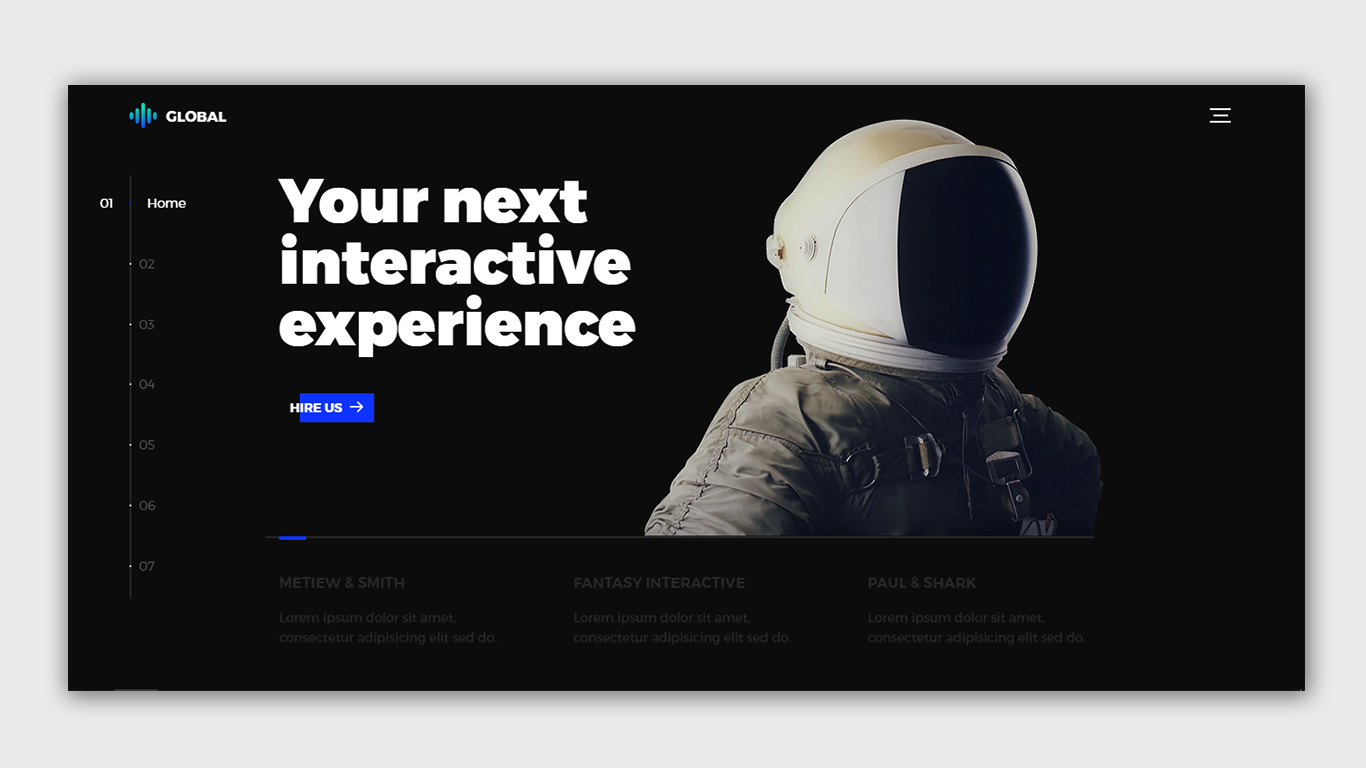 GLOBAL
01 Home
02
03
04
05
06
07
Your next
interactive
experience
HIRE US →
METIEW & SMITH
Lorem ipsum dolor sit amet,
consectetur adipisicing elit sed do.
FANTASY INTERACTIVE
Lorem ipsum dolor sit amet,
consectetur adipisicing elit sed do.
PAUL & SHARK
Lorem ipsum dolor sit amet,
consectetur adipisicing elit sed do.